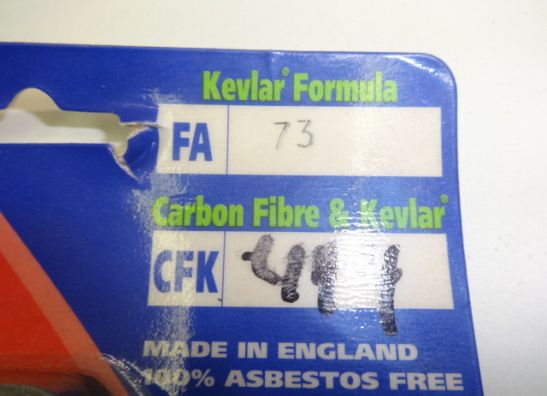 Kevlar® Formula
FA 73
Carbon Fibre & Kevlar®
CFK
MADE IN ENGLAND
100% ASBESTOS FREE